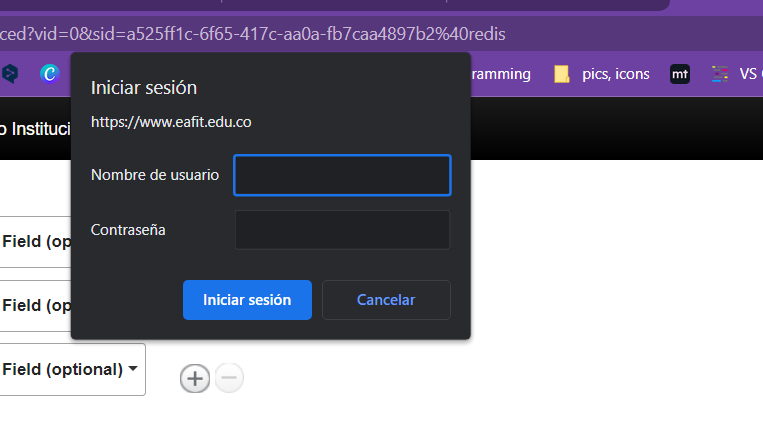 ced?vid=0&sid=a525ff1c-6f65-417c-aa0a-fb7caa4897b2%40redis
ramming pics, icons mt VS
Iniciar sesión
https://www.eafit.edu.co
o Instituci
Nombre de usuario
Contraseña
Field (op
Iniciar sesión Cancelar
Field (op
Field (optional)